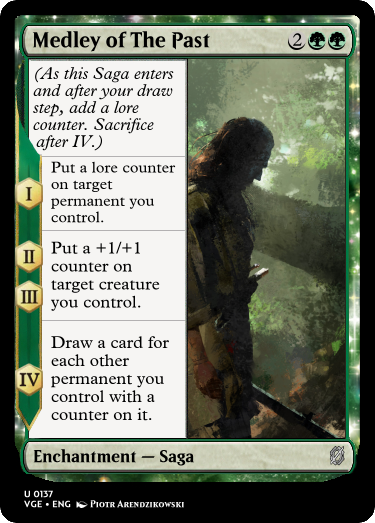 Medley of The Past 2
(As this Saga enters
and after your draw
step, add a lore
counter. Sacrifice
after IV.)
I
Put a lore counter
on target
permanent you
control.
II
III
Put a +1/+1
counter on
target creature
you control.
IV
Draw a card for
each other
permanent you
control with a
counter on it.
Enchantment — Saga
U 0137
VGE • ENG Piotr Arendzikowski